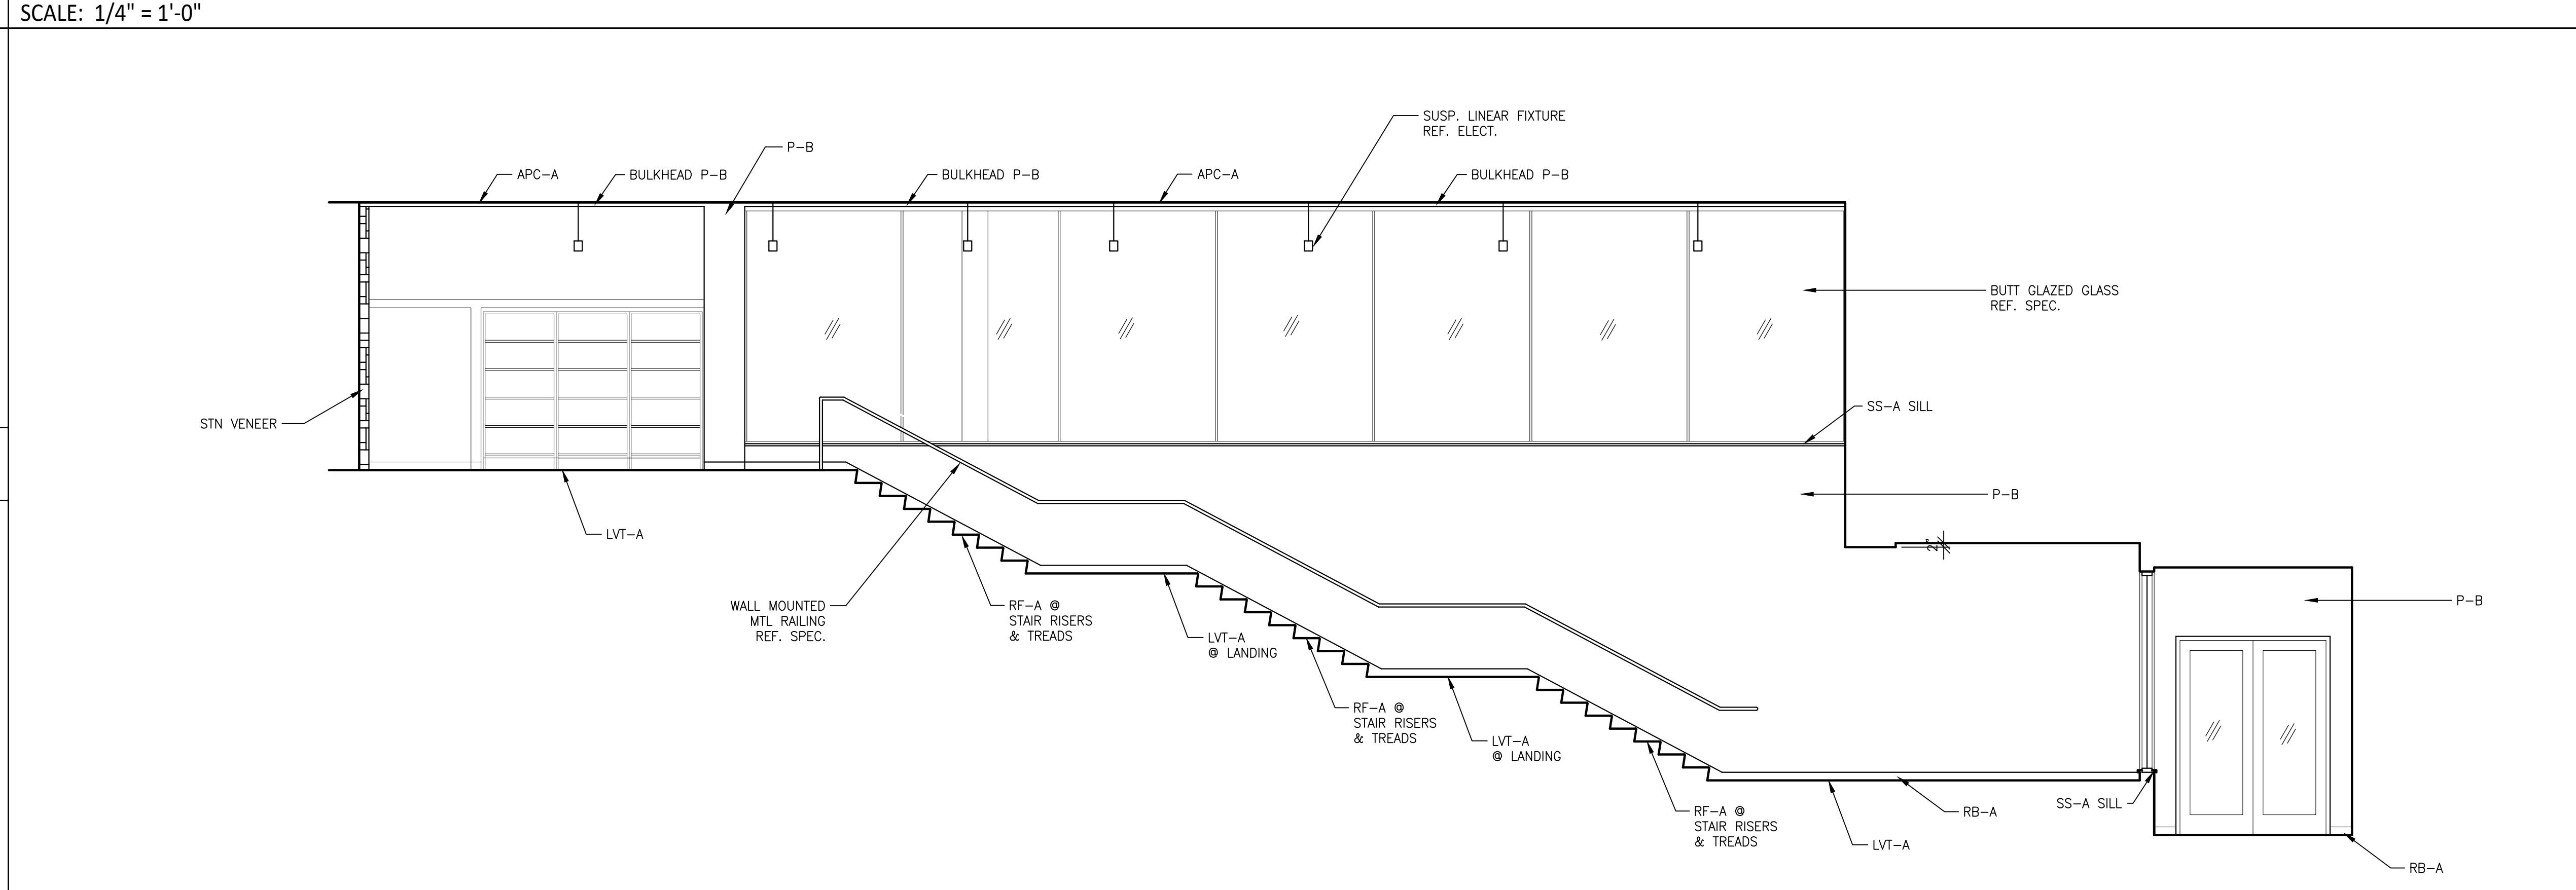 SCALE: 1/4" = 1'-0"
SUSP. LINEAR FIXTURE
REF. ELECT.
P-B
APC-A
BULKHEAD P-B
BULKHEAD P-B
APC-A
BULKHEAD P-B
BUTT GLAZED GLASS
REF. SPEC.
STN VENEER
SS-A SILL
P-B
LVT-A
2"
WALL MOUNTED
MTL RAILING
REF. SPEC.
RF-A @
STAIR RISERS
& TREADS
P-B
LVT-A
@ LANDING
RF-A @
STAIR RISERS
& TREADS
LVT-A
@ LANDING
RF-A @
STAIR RISERS
& TREADS
RB-A
SS-A SILL
LVT-A
RB-A